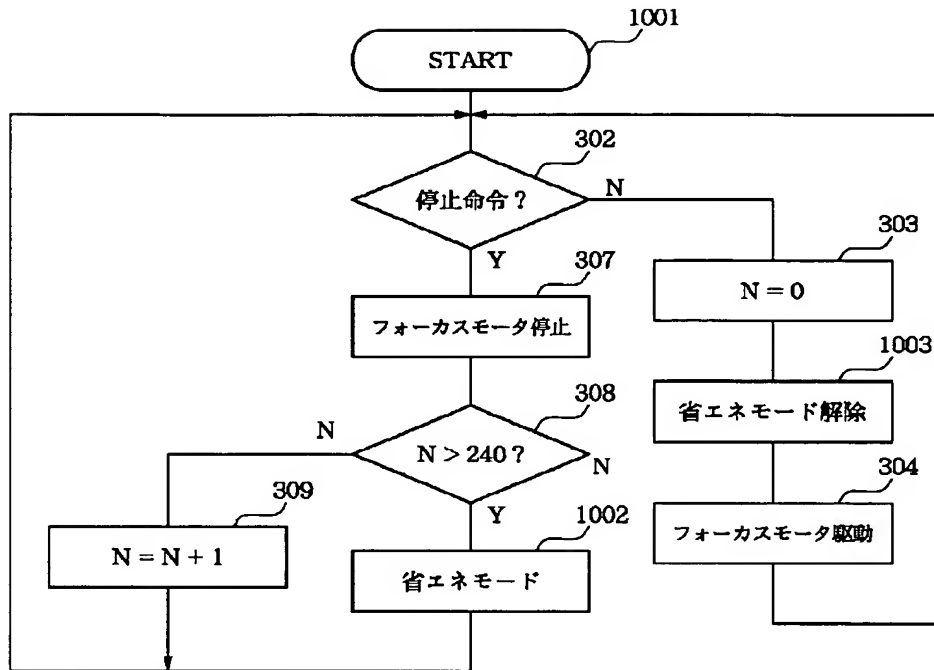 1001
START
302
停止命令？
N
Y
303
N = 0
307
フォーカスモータ停止
1003
省エネモード解除
308
N > 240？
N
N
Y
304
フォーカスモータ駆動
309
N = N + 1
1002
省エネモード